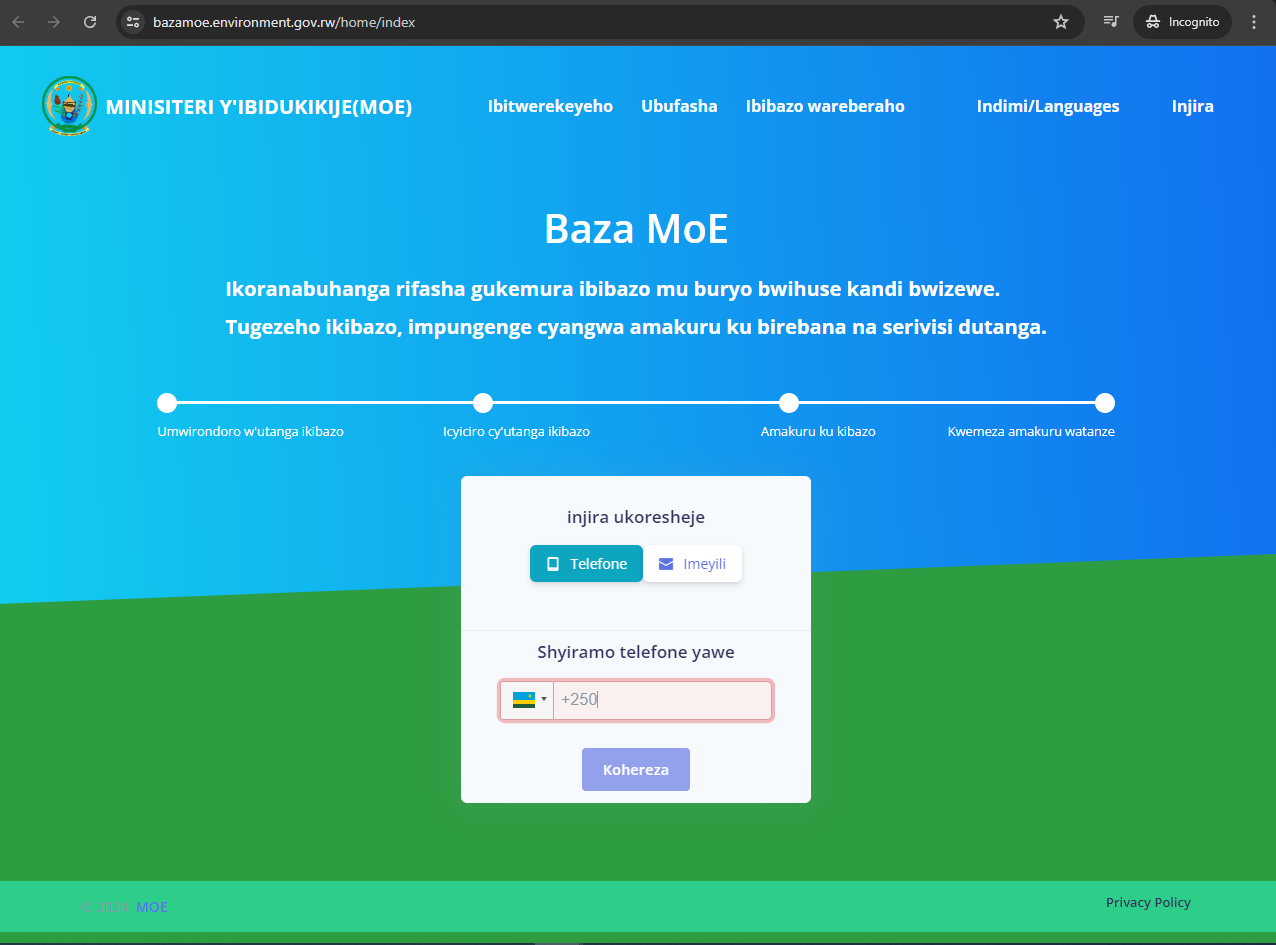 bazamoe.environment.gov.rw/home/index
Incognito
MINISITERI Y'IBIDUKIKIJE(MOE)
Ibitwerekeyeho
Ubufasha
Ibibazo wareberaho
Indimi/Languages
Injira
Baza MoE
Ikoranabuhanga rifasha gukemura ibibazo mu buryo bwihuse kandi bwizewe.
Tugezeho ikibazo, impungenge cyangwa amakuru ku birebana na serivisi dutanga.
Umwirondoro w'utanga ikibazo
Icyiciro cy'utanga ikibazo
Amakuru ku kibazo
Kwemeza amakuru watanze
injira ukoresheje
Telefone
Imeyili
Shyiramo telefone yawe
+250
Kohereza
© 2024 MOE
Privacy Policy